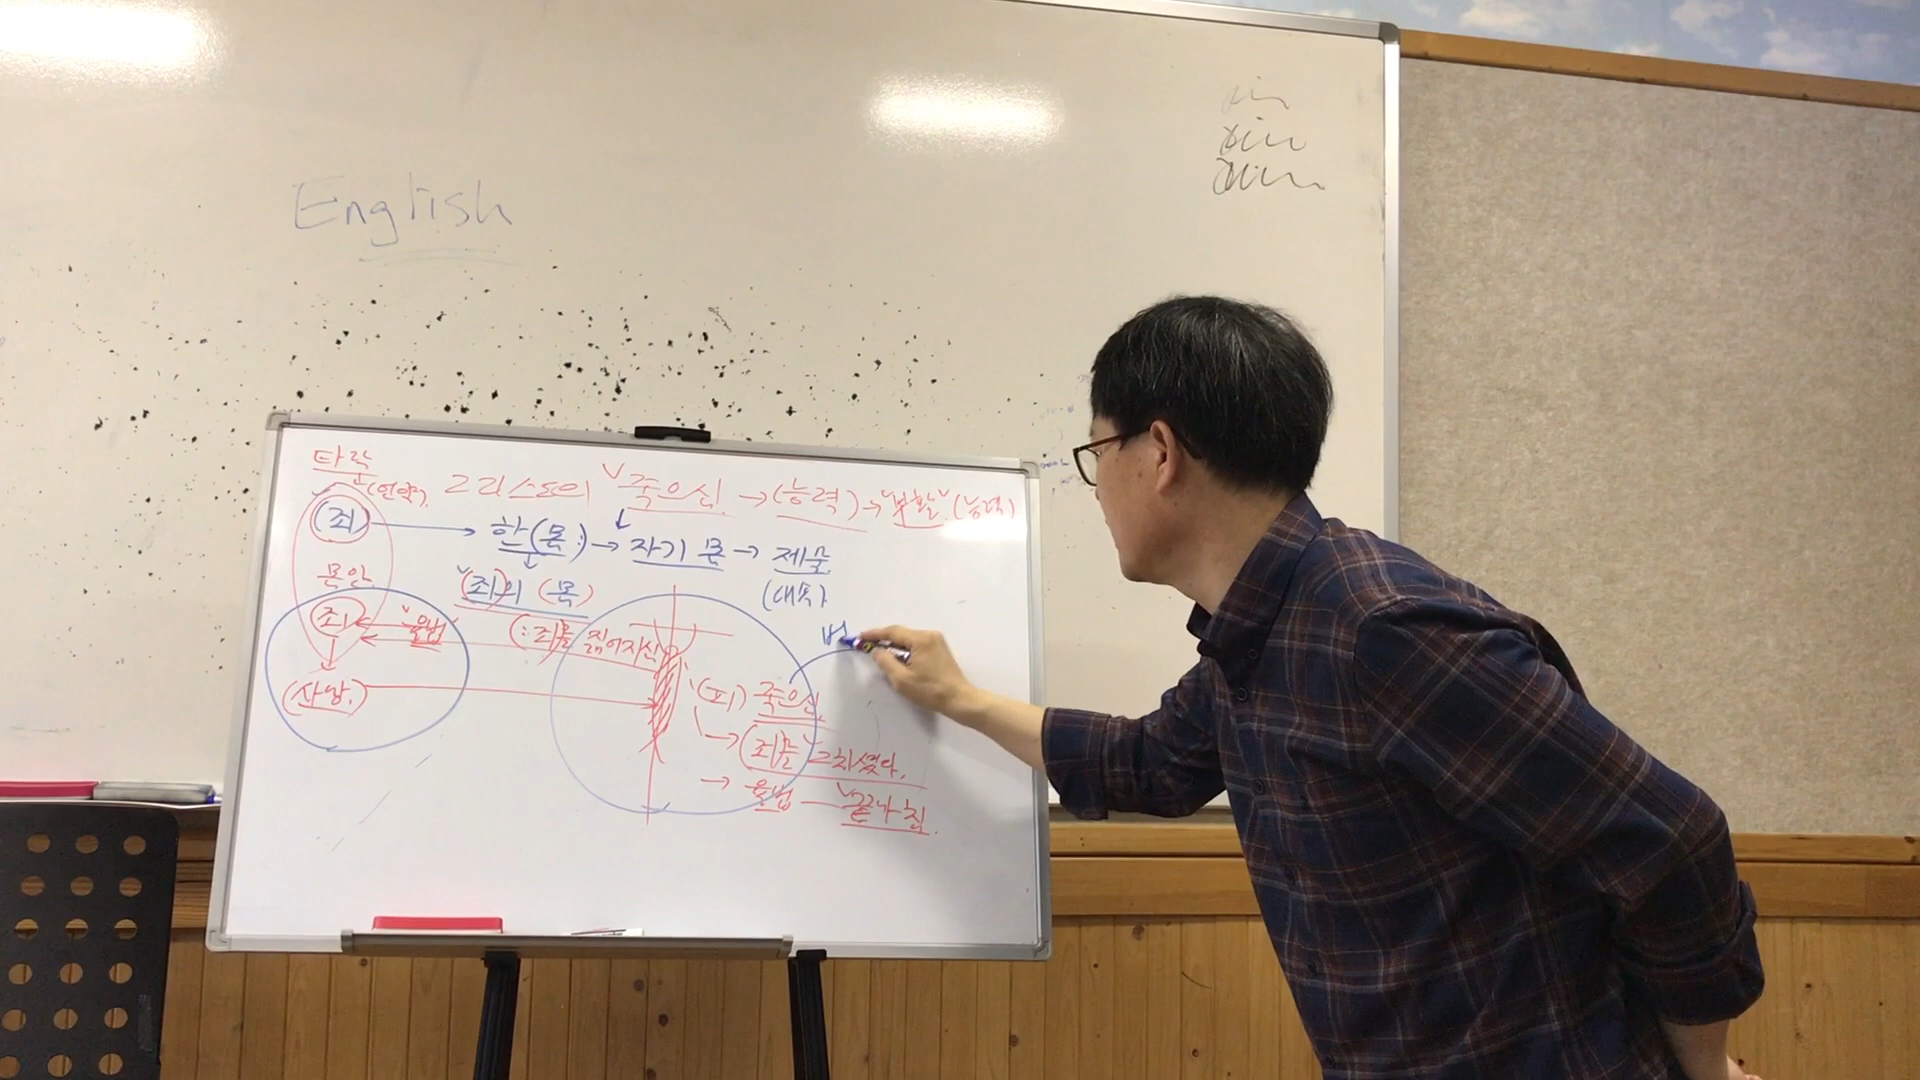 English
타락
(언약)
그리스도의 ˅죽으심 →(능력)→"부활"(능력)
(죄) → 한(몸:) → 자기 몸 → 제물
(대속)
몸안
˅(죄)의 (몸)
죄 "율법" (:죄를 짊어지신
(사망)
(피) 죽으신
→ (죄)를 ˅그치셨다.
→ 율법 — ˅끝마침.